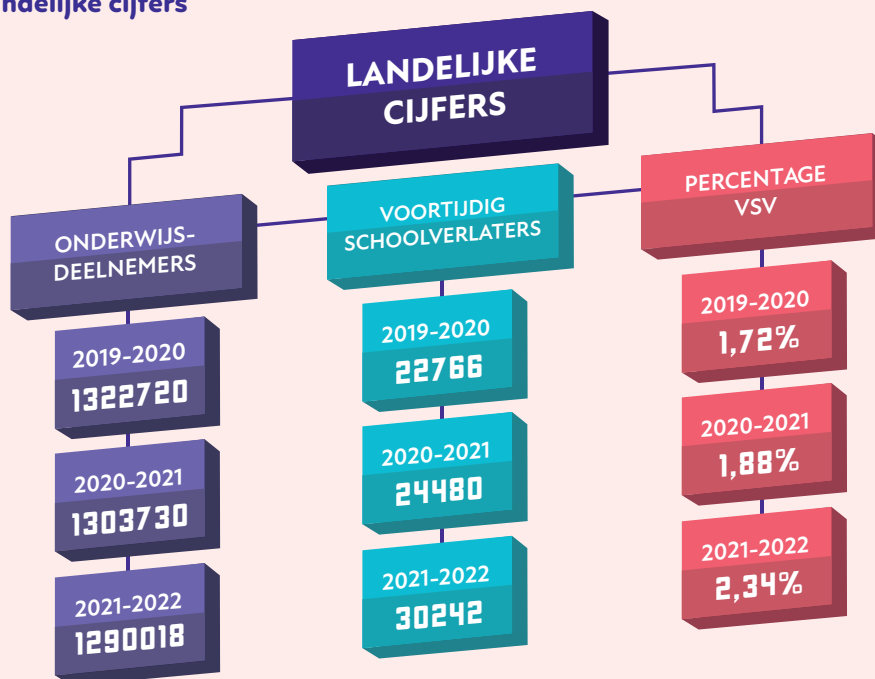 ndelijke cijfers
LANDELIJKE
CIJFERS
ONDERWIJS-
DEELNEMERS
2019-2020
1322720
2020-2021
1303730
2021-2022
1290018
VOORTIJDIG
SCHOOLVERLATERS
2019-2020
22766
2020-2021
24480
2021-2022
30242
PERCENTAGE
VSV
2019-2020
1,72%
2020-2021
1,88%
2021-2022
2,34%